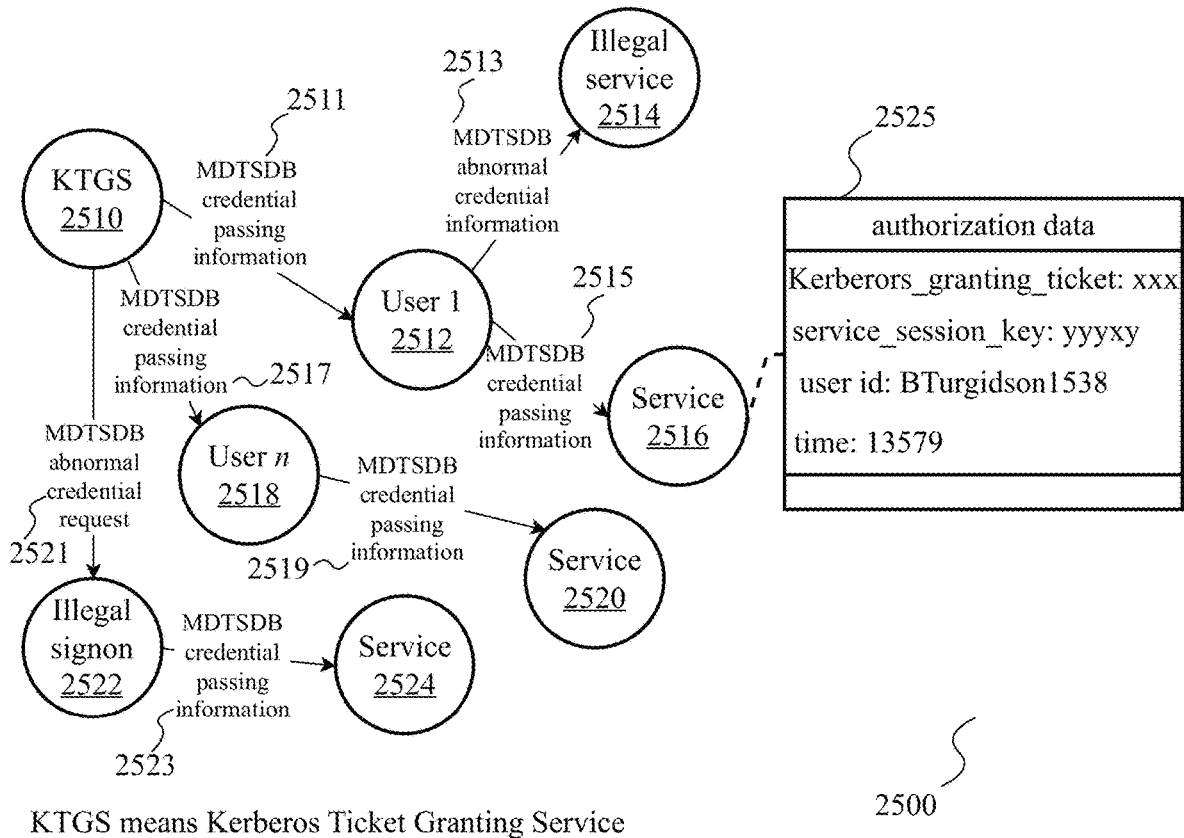 Illegal
service
2514
2513
2511
MDTSDB
abnormal
credential
information
2525
KTGS
2510
MDTSDB
credential
passing
information
authorization data
Kerberors_granting_ticket: xxx
service_session_key: yyyxy
user id: BTurgidson1538
time: 13579
User 1
2512
2515
MDTSDB
credential
passing
information
MDTSDB
credential
passing
information
2517
Service
2516
MDTSDB
abnormal
credential
request
2521
User n
2518
MDTSDB
credential
passing
information
2519
Service
2520
Illegal
signon
2522
MDTSDB
credential
passing
information
2523
Service
2524
2500
KTGS means Kerberos Ticket Granting Service